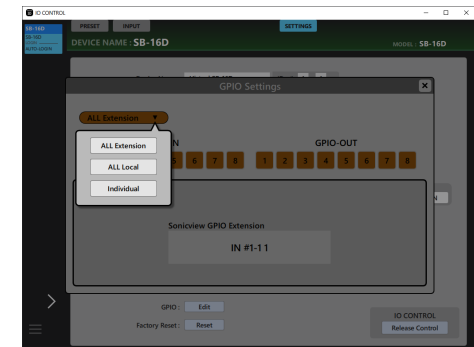 IO CONTROL
SB-16D
SB-16D
AUTO LOGIN
PRESET
INPUT
SETTINGS
DEVICE NAME : SB-16D
MODEL : SB-16D
GPIO Settings
ALL Extension ▼
ALL Extension
ALL Local
Individual
N
GPIO-OUT
5 6 7 8
1 2 3 4 5 6 7 8
Sonicview GPIO Extension
IN #1-1 1
GPIO : Edit
Factory Reset : Reset
IO CONTROL
Release Control